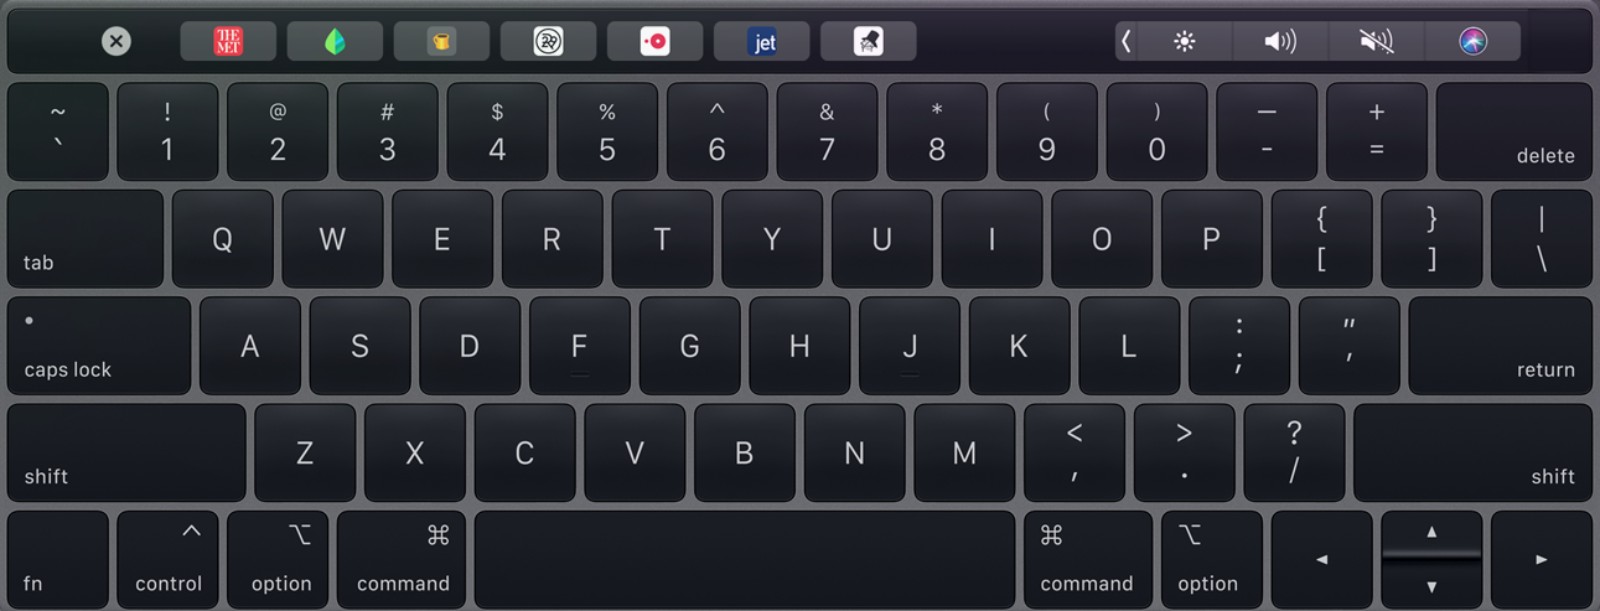 THE MET 29 jet
~ ! @ # $ % ^ & * ( ) — +
` 1 2 3 4 5 6 7 8 9 0 - = delete
tab Q W E R T Y U I O P { [ } ] | \
caps lock A S D F G H J K L : ; " ' return
shift Z X C V B N M < , > . ? / shift
fn ^ control ⌥ option ⌘ command ⌘ command ⌥ option ◄ ▲ ▼ ►